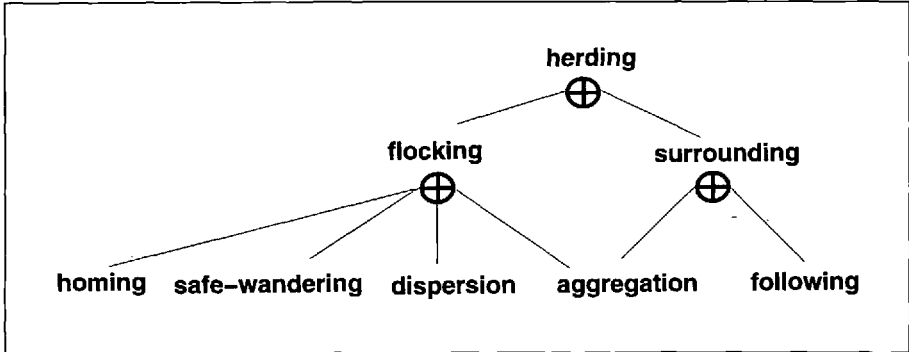 herding
flocking
surrounding
homing
safe–wandering
dispersion
aggregation
following